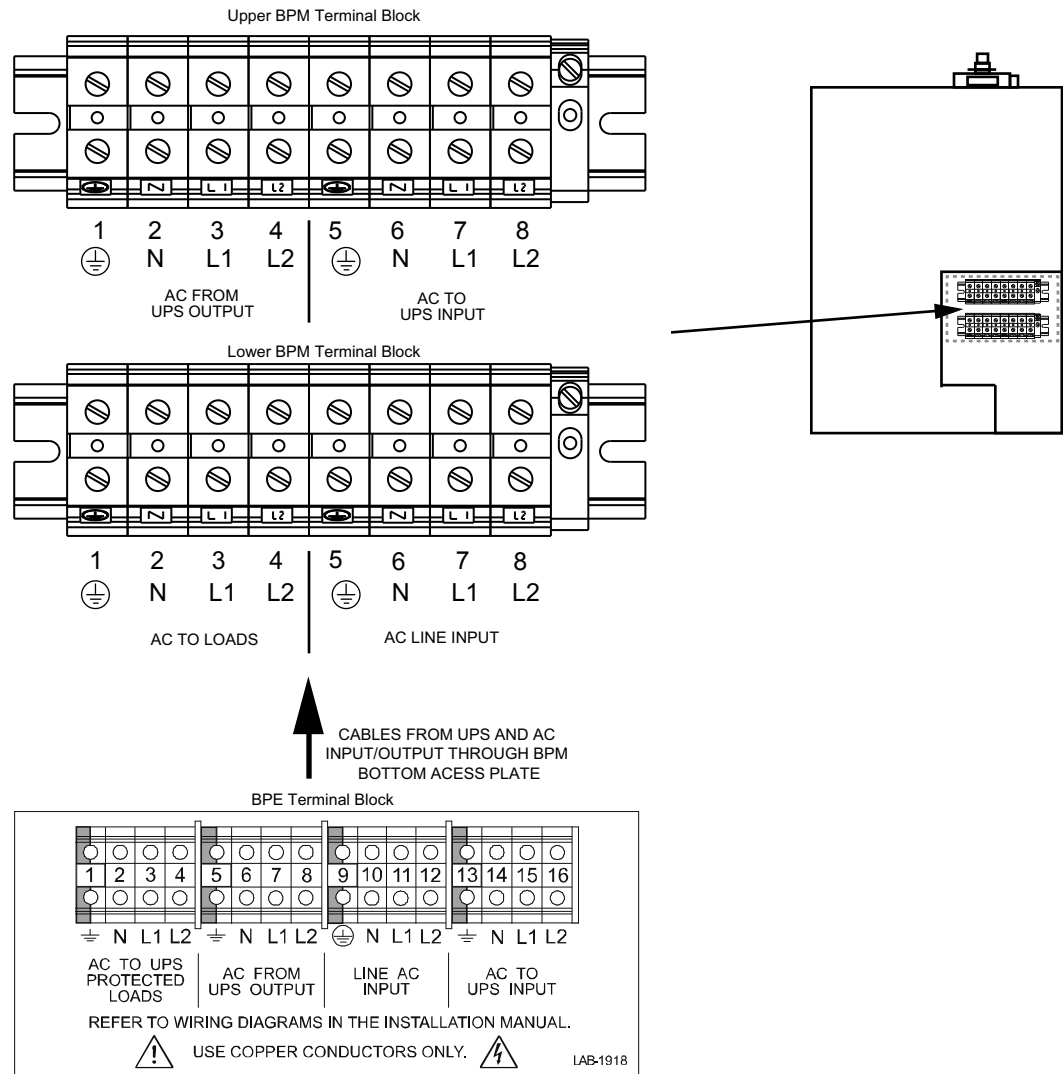 Upper BPM Terminal Block
⏚ N L1 L2 ⏚ N L1 L2
1 2 3 4 5 6 7 8
⏚ N L1 L2 ⏚ N L1 L2
AC FROM
UPS OUTPUT
AC TO
UPS INPUT
Lower BPM Terminal Block
⏚ N L1 L2 ⏚ N L1 L2
1 2 3 4 5 6 7 8
⏚ N L1 L2 ⏚ N L1 L2
AC TO LOADS
AC LINE INPUT
CABLES FROM UPS AND AC
INPUT/OUTPUT THROUGH BPM
BOTTOM ACESS PLATE
BPE Terminal Block
1 2 3 4 5 6 7 8 9 10 11 12 13 14 15 16
⏚ N L1 L2 ⏚ N L1 L2 ⏚ N L1 L2 ⏚ N L1 L2
AC TO UPS
PROTECTED
LOADS
AC FROM
UPS OUTPUT
LINE AC
INPUT
AC TO
UPS INPUT
REFER TO WIRING DIAGRAMS IN THE INSTALLATION MANUAL.
USE COPPER CONDUCTORS ONLY.
LAB-1918